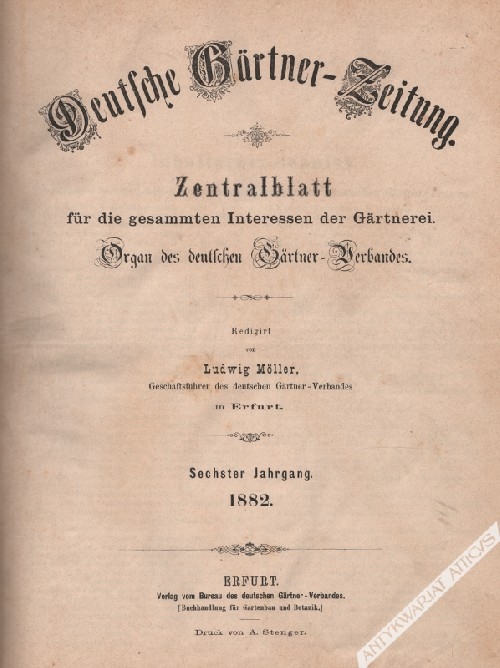 Deutsche Gärtner-Zeitung.
Zentralblatt
für die gesammten Interessen der Gärtnerei.
Organ des deutschen Gärtner-Verbandes.
Redigirt
von
Ludwig Möller,
Geschäftsführer des deutschen Gärtner-Verbandes
in Erfurt.
Sechster Jahrgang.
1882.
ERFURT.
Verlag vom Bureau des deutschen Gärtner-Verbandes.
[Buchhandlung für Gartenbau und Botanik.]
Druck von A. Stenger.
ANTYKWARIAT ATTICVS